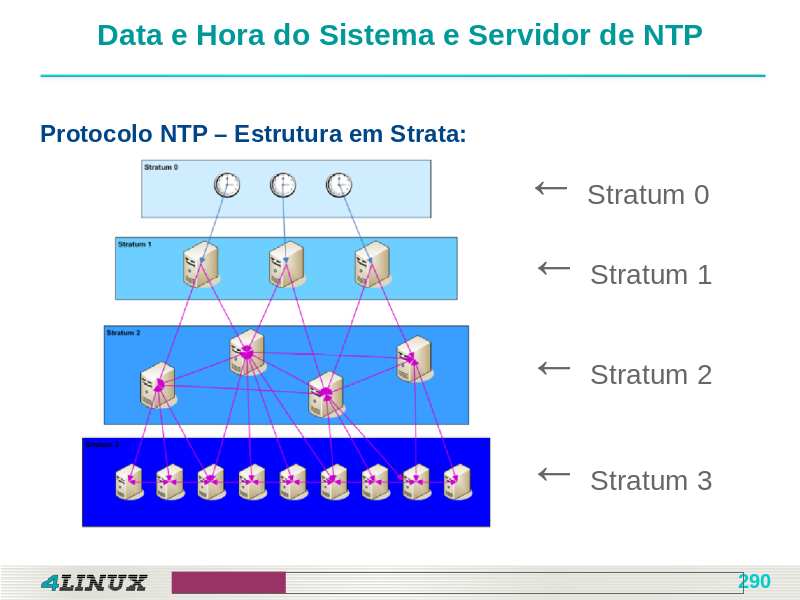 Data e Hora do Sistema e Servidor de NTP
Protocolo NTP – Estrutura em Strata:
Stratum 0
← Stratum 0
Stratum 1
← Stratum 1
Stratum 2
← Stratum 2
Stratum 3
← Stratum 3
4LINUX
290